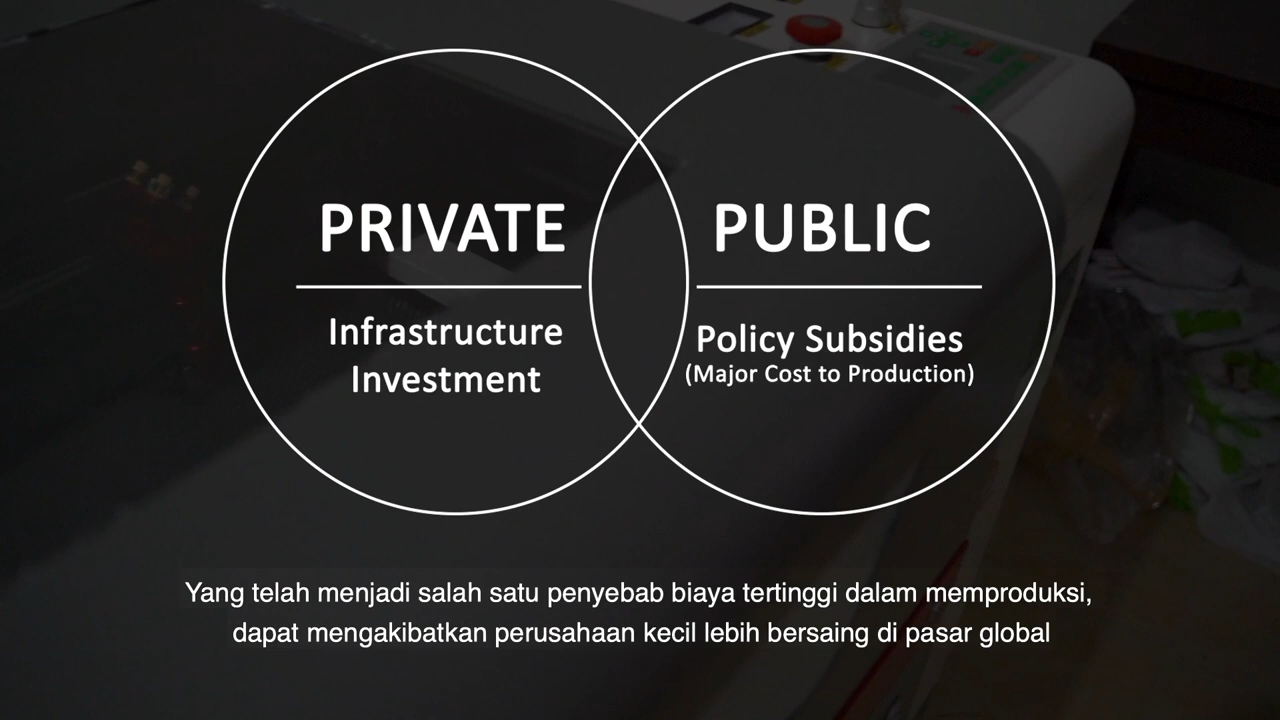 PRIVATE
Infrastructure
Investment
PUBLIC
Policy Subsidies
(Major Cost to Production)
Yang telah menjadi salah satu penyebab biaya tertinggi dalam memproduksi,
dapat mengakibatkan perusahaan kecil lebih bersaing di pasar global